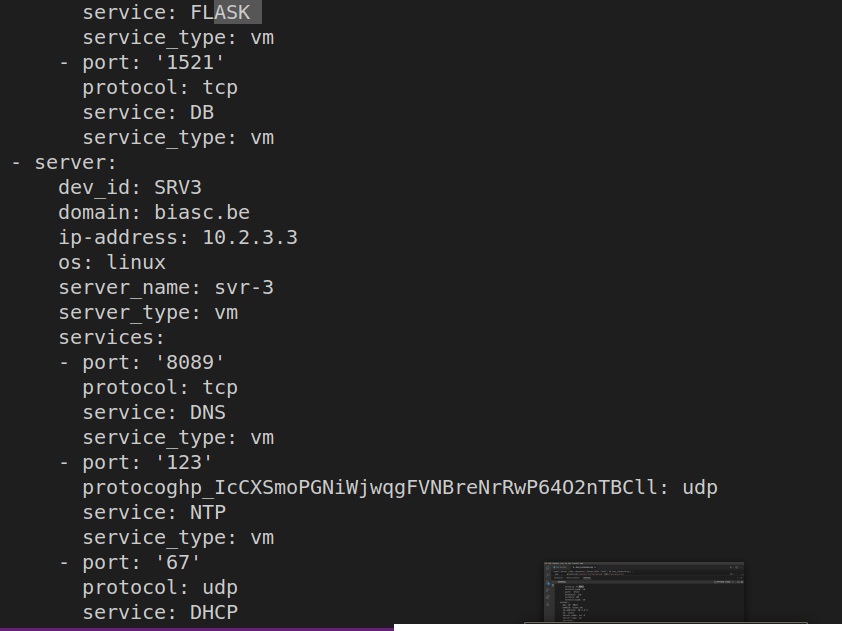 service: FLASK
service_type: vm
- port: '1521'
protocol: tcp
service: DB
service_type: vm
- server:
dev_id: SRV3
domain: biasc.be
ip-address: 10.2.3.3
os: linux
server_name: svr-3
server_type: vm
services:
- port: '8089'
protocol: tcp
service: DNS
service_type: vm
- port: '123'
protoco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l: udp
service: NTP
service_type: vm
- port: '67'
protocol: udp
service: DHCP